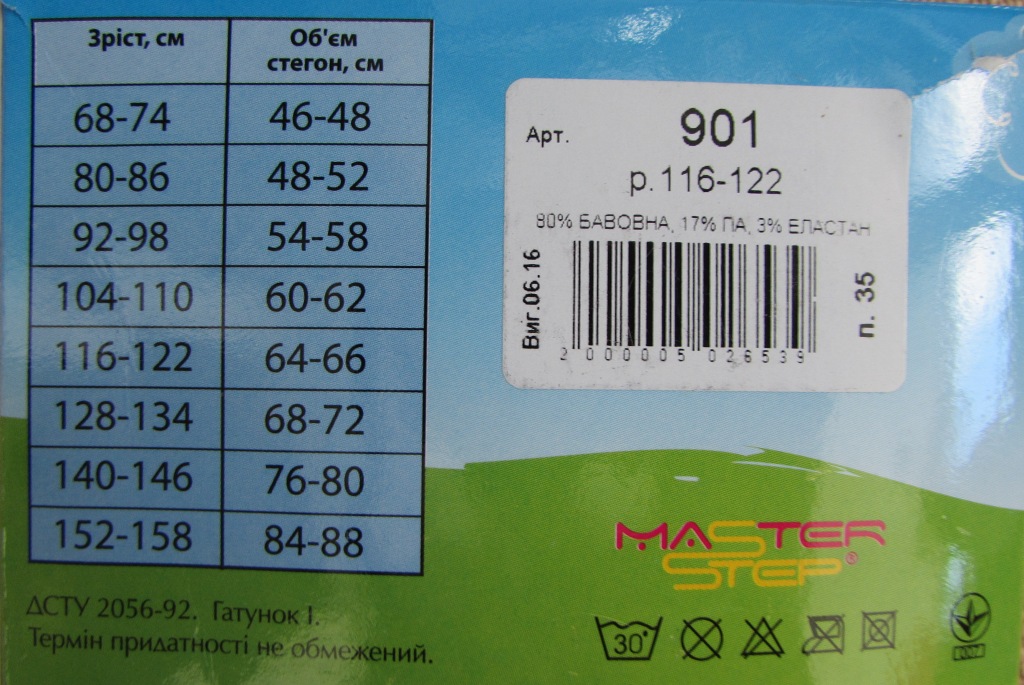 Зріст, см	Об'єм стегон, см
68-74	46-48
80-86	48-52
92-98	54-58
104-110	60-62
116-122	64-66
128-134	68-72
140-146	76-80
152-158	84-88
ДСТУ 2056-92. Гатунок І.
Термін придатності не обмежений.
Арт. 901
р.116-122
80% БАВОВНА, 17% ПА, 3% ЕЛАСТАН
Виг.06.16
п. 35
2 000005 026539
MASTER
STEP®
30°